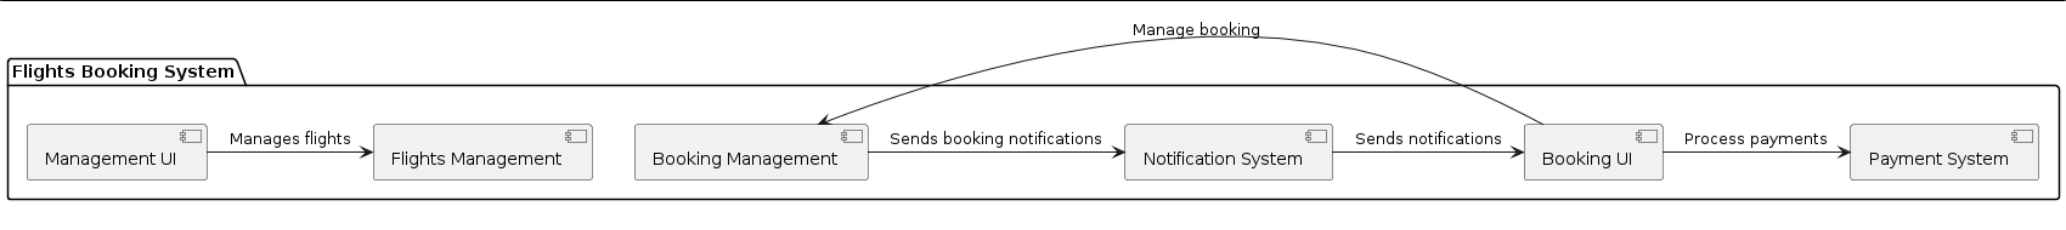 Manage booking
Flights Booking System
Management UI
Manages flights
Flights Management
Booking Management
Sends booking notifications
Notification System
Sends notifications
Booking UI
Process payments
Payment System